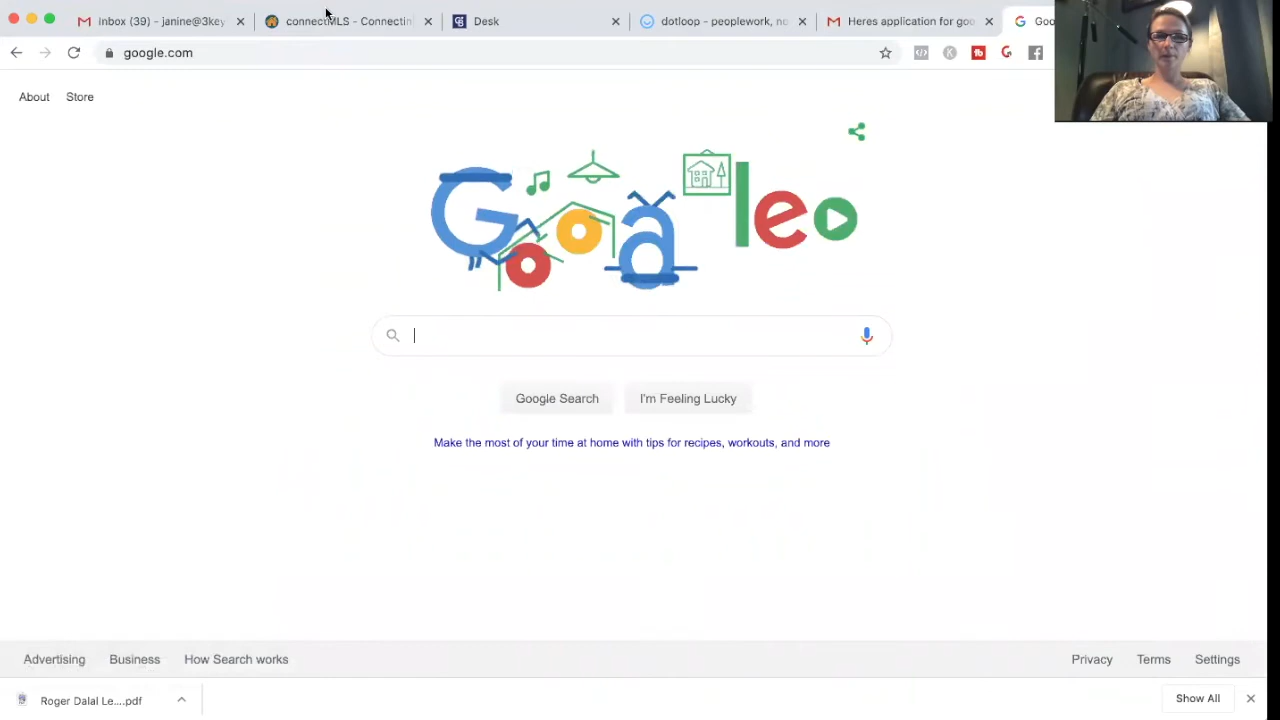 Inbox (39) - janine@3key
connectMLS - Connectin
Desk
dotloop - peoplework, no
Heres application for goo
Goo
google.com
About
Store
Google Search
I'm Feeling Lucky
Make the most of your time at home with tips for recipes, workouts, and more
Advertising
Business
How Search works
Privacy
Terms
Settings
Roger Dalal Le....pdf
Show All